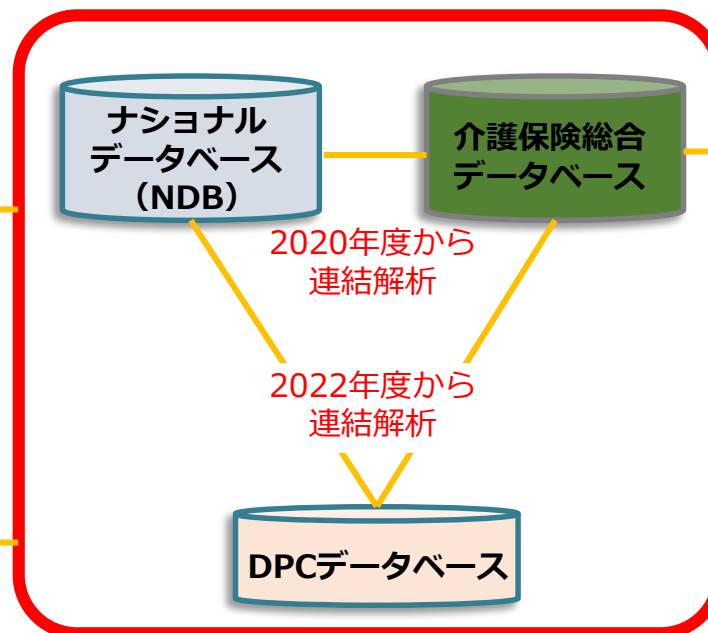 ナショナル
データベース
（NDB）
介護保険総合
データベース
2020年度から
連結解析
2022年度から
連結解析
DPCデータベース